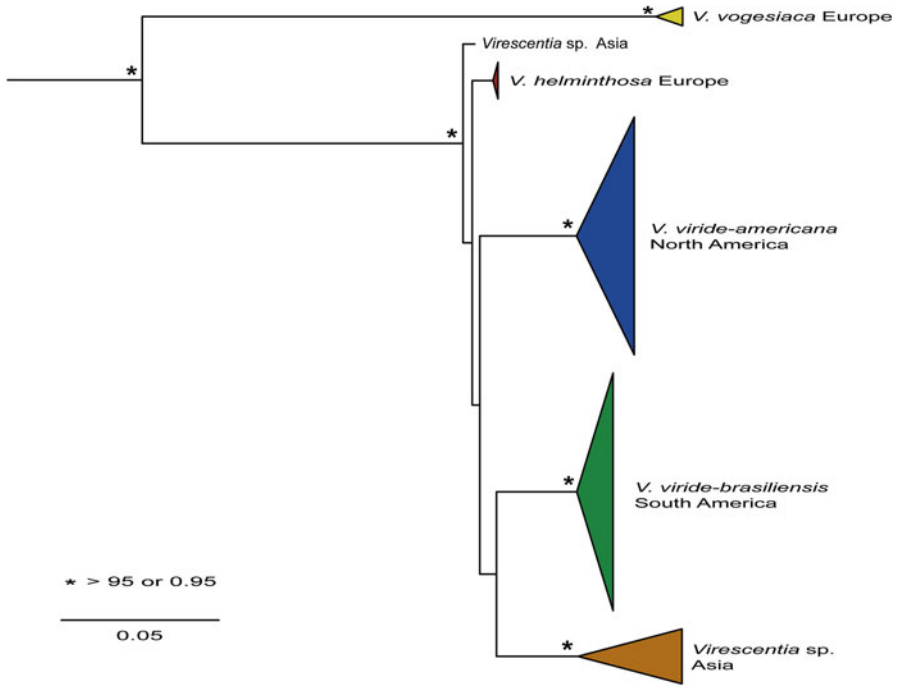 *
V. vogesiaca Europe
Virescentia sp. Asia
*
V. helminthosa Europe
*
*
V. viride-americana
North America
*
V. viride-brasiliensis
South America
* > 95 or 0.95
0.05
*
Virescentia sp.
Asia